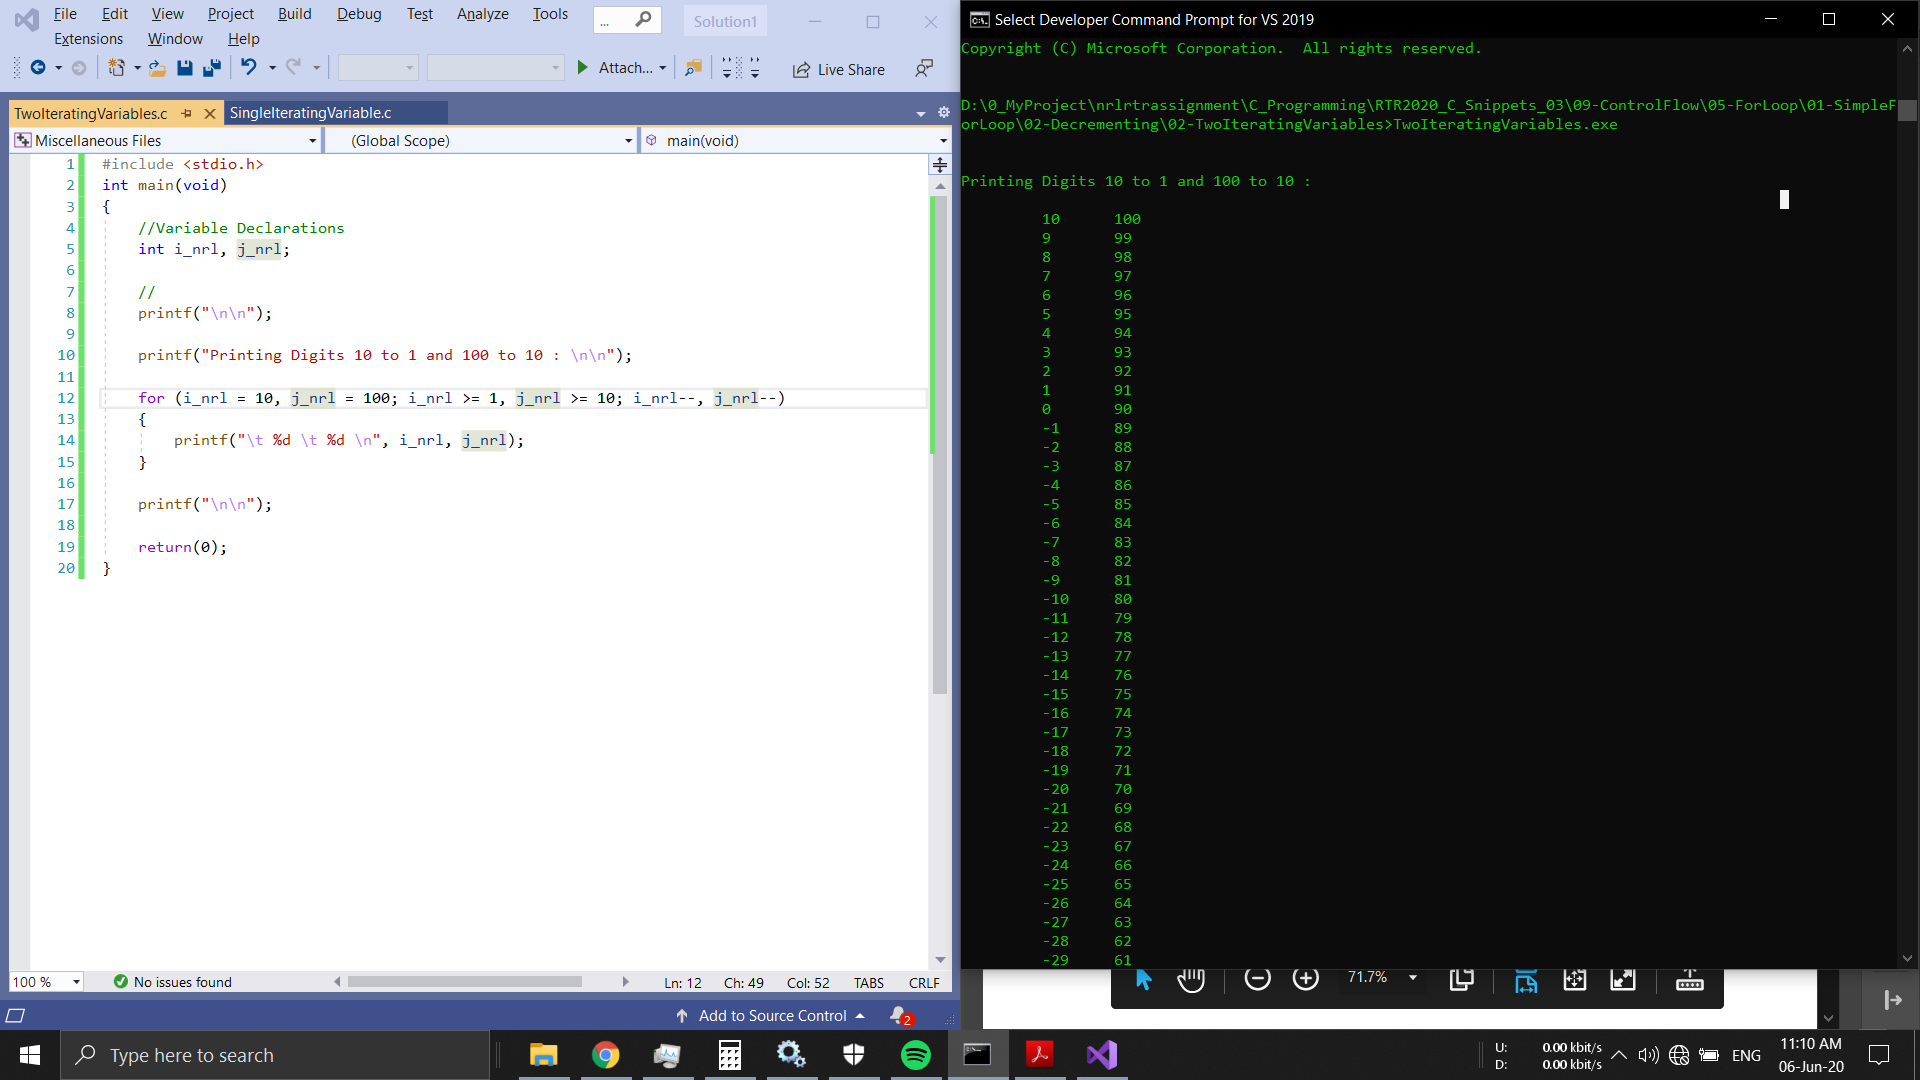 File Edit View Project Build Debug Test Analyze Tools ... Solution1
Extensions Window Help
Attach... Live Share
TwoIteratingVariables.c SingleIteratingVariable.c
Miscellaneous Files (Global Scope) main(void)
1 #include <stdio.h>
2 int main(void)
3 {
4 //Variable Declarations
5 int i_nrl, j_nrl;
6
7 //
8 printf("\n\n");
9
10 printf("Printing Digits 10 to 1 and 100 to 10 : \n\n");
11
12 for (i_nrl = 10, j_nrl = 100; i_nrl >= 1, j_nrl >= 10; i_nrl--, j_nrl--)
13 {
14 printf("\t %d \t %d \n", i_nrl, j_nrl);
15 }
16
17 printf("\n\n");
18
19 return(0);
20 }
100 % No issues found Ln: 12 Ch: 49 Col: 52 TABS CRLF
Add to Source Control 2
Select Developer Command Prompt for VS 2019
Copyright (C) Microsoft Corporation. All rights reserved.
D:\0_MyProject\nrlrtrassignment\C_Programming\RTR2020_C_Snippets_03\09-ControlFlow\05-ForLoop\01-SimpleF
orLoop\02-Decrementing\02-TwoIteratingVariables>TwoIteratingVariables.exe
Printing Digits 10 to 1 and 100 to 10 :
10 100
9 99
8 98
7 97
6 96
5 95
4 94
3 93
2 92
1 91
0 90
-1 89
-2 88
-3 87
-4 86
-5 85
-6 84
-7 83
-8 82
-9 81
-10 80
-11 79
-12 78
-13 77
-14 76
-15 75
-16 74
-17 73
-18 72
-19 71
-20 70
-21 69
-22 68
-23 67
-24 66
-25 65
-26 64
-27 63
-28 62
-29 61
71.7%
Type here to search
U: 0.00 kbit/s
D: 0.00 kbit/s
ENG
11:10 AM
06-Jun-20